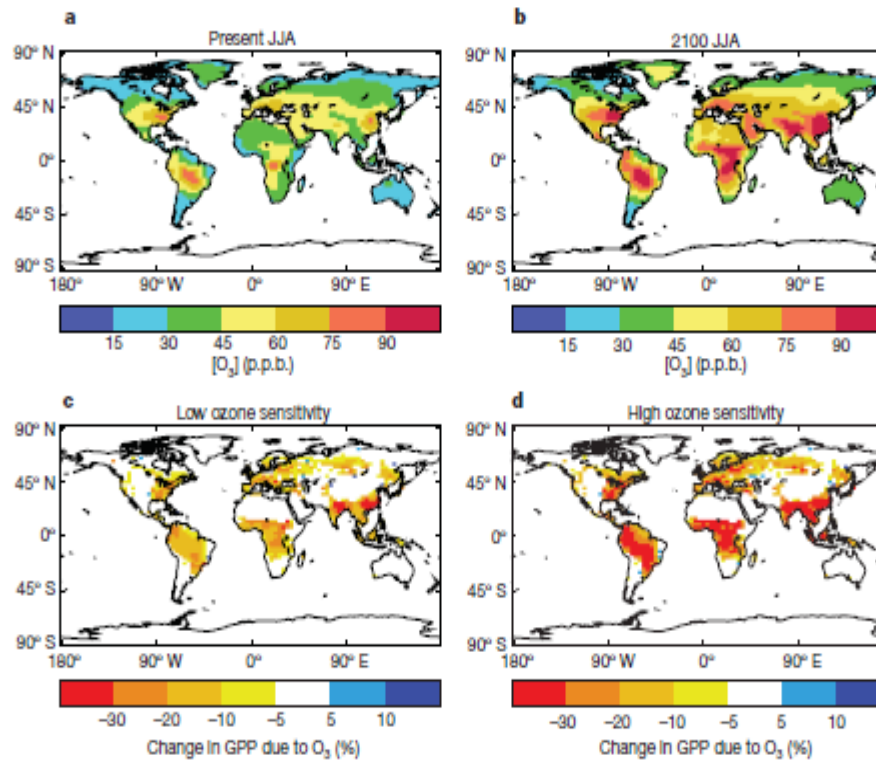 a
Present JJA
90° N
45° N
0°
45° S
90° S
180°
90° W
0°
90° E
15
30
45
60
75
90
[O3] (p.p.b.)
b
2100 JJA
90° N
45° N
0°
45° S
90° S
180°
90° W
0°
90° E
15
30
45
60
75
90
[O3] (p.p.b.)
c
Low ozone sensitivity
90° N
45° N
0°
45° S
90° S
180°
90° W
0°
90° E
–30
–20
–10
–5
5
10
Change in GPP due to O3 (%)
d
High ozone sensitivity
90° N
45° N
0°
45° S
90° S
180°
90° W
0°
90° E
–30
–20
–10
–5
5
10
Change in GPP due to O3 (%)